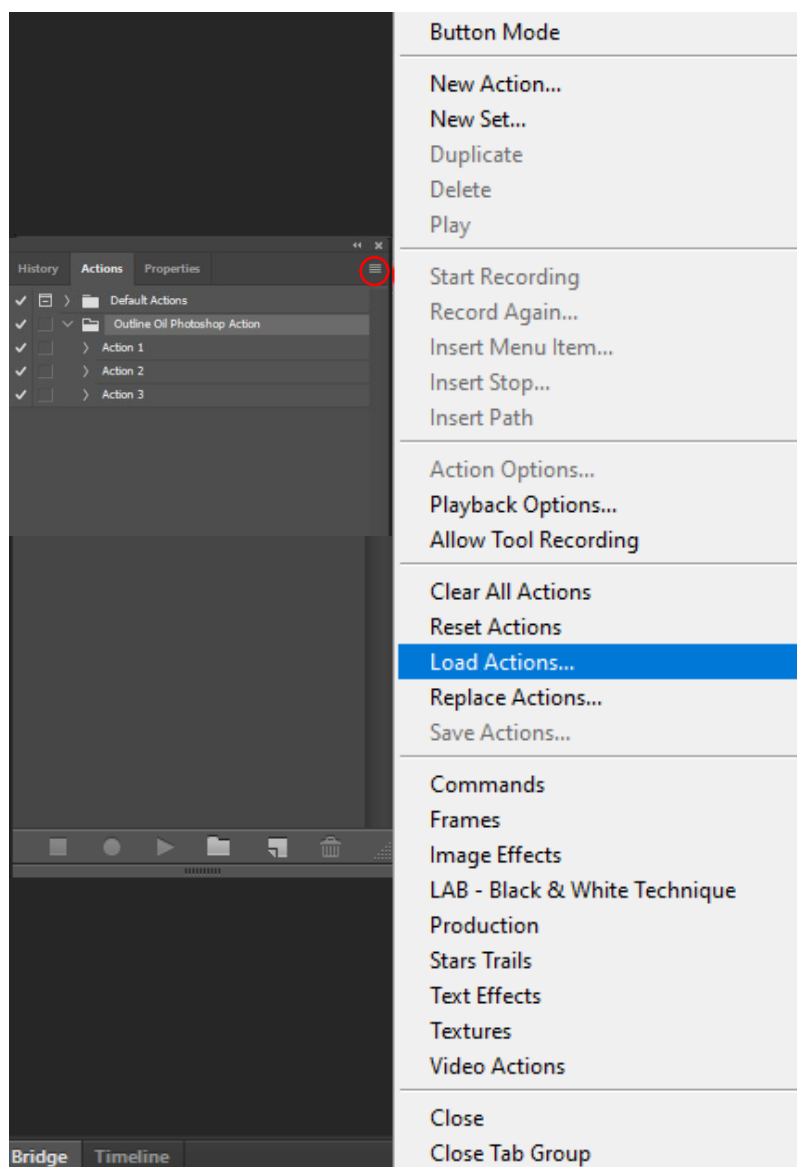 History Actions Properties
Default Actions
Outline Oil Photoshop Action
Action 1
Action 2
Action 3
Bridge Timeline
Button Mode
New Action...
New Set...
Duplicate
Delete
Play
Start Recording
Record Again...
Insert Menu Item...
Insert Stop...
Insert Path
Action Options...
Playback Options...
Allow Tool Recording
Clear All Actions
Reset Actions
Load Actions...
Replace Actions...
Save Actions...
Commands
Frames
Image Effects
LAB - Black & White Technique
Production
Stars Trails
Text Effects
Textures
Video Actions
Close
Close Tab Group